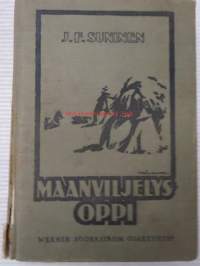 J. F. SUNINEN
MAANVILJELYS
OPPI
WERNER SÖDERSTRÖM OSAKEYHTIÖ